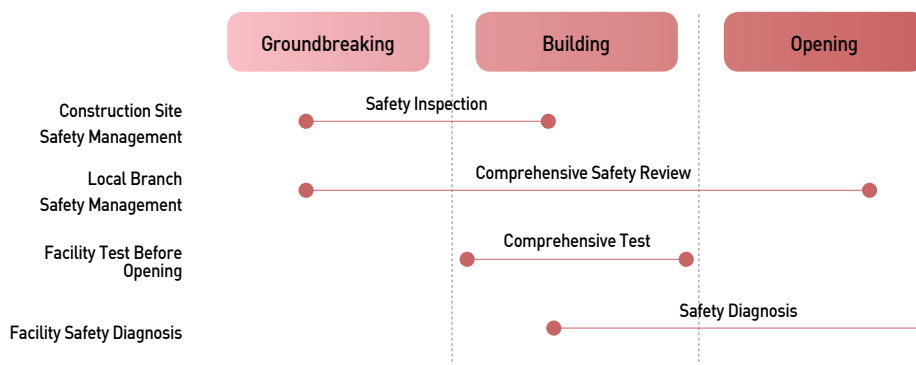 Groundbreaking
Building
Opening
Construction Site
Safety Management
Safety Inspection
Local Branch
Safety Management
Comprehensive Safety Review
Facility Test Before
Opening
Comprehensive Test
Facility Safety Diagnosis
Safety Diagnosis